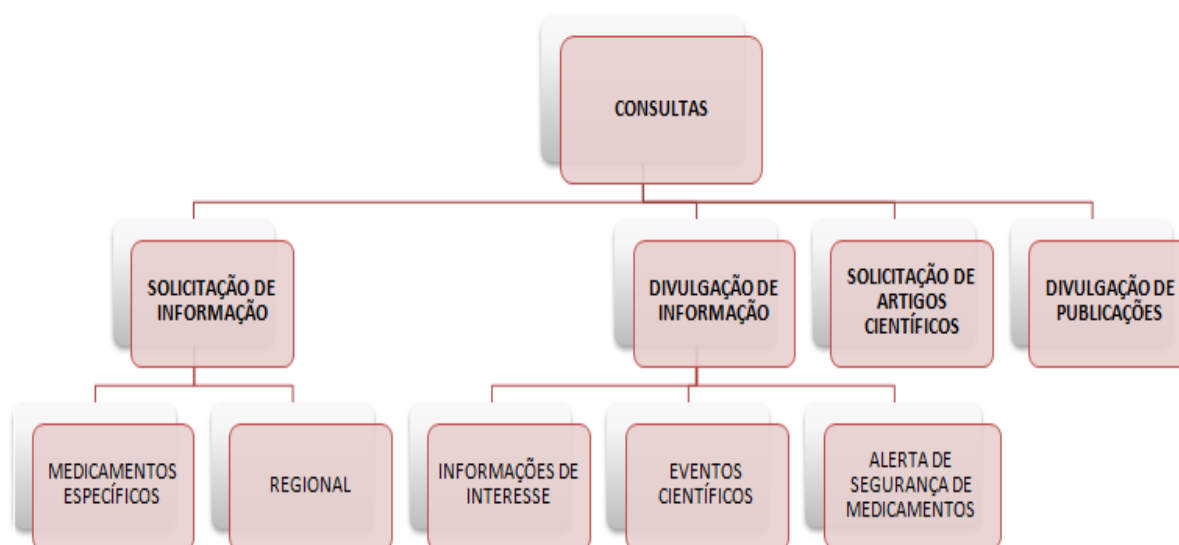 CONSULTAS
SOLICITAÇÃO DE
INFORMAÇÃO
DIVULGAÇÃO DE
INFORMAÇÃO
SOLICITAÇÃO DE
ARTIGOS
CIENTÍFICOS
DIVULGAÇÃO DE
PUBLICAÇÕES
MEDICAMENTOS
ESPECÍFICOS
REGIONAL
INFORMAÇÕES DE
INTERESSE
EVENTOS
CIENTÍFICOS
ALERTA DE
SEGURANÇA DE
MEDICAMENTOS